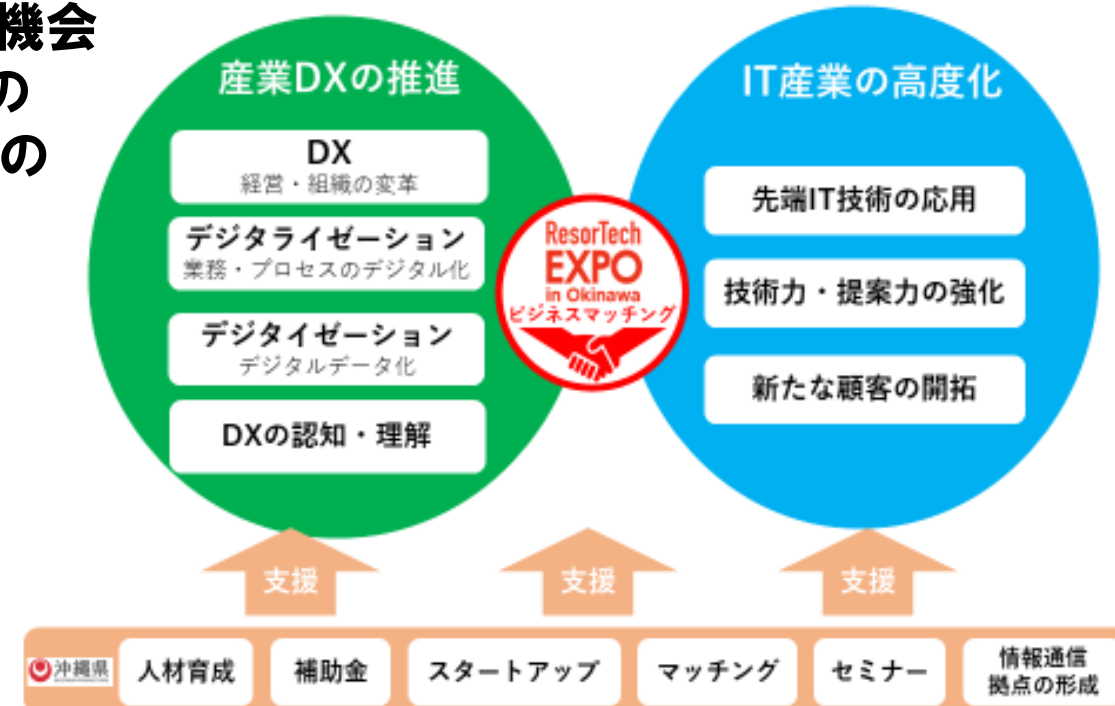 機会
の
の
産業DXの推進
DX
経営・組織の変革
デジタライゼーション
業務・プロセスのデジタル化
デジタイゼーション
デジタルデータ化
DXの認知・理解
ResorTech
EXPO
in Okinawa
ビジネスマッチング
IT産業の高度化
先端IT技術の応用
技術力・提案力の強化
新たな顧客の開拓
支援
支援
支援
沖縄県
人材育成
補助金
スタートアップ
マッチング
セミナー
情報通信
拠点の形成